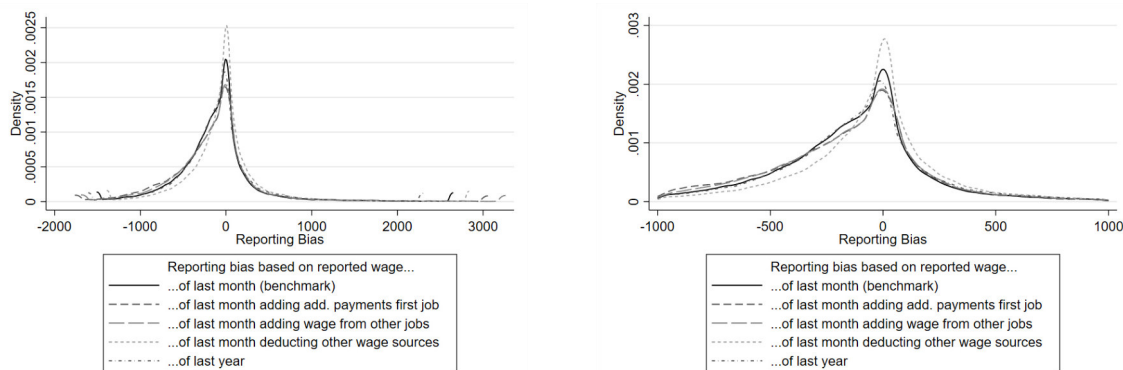 Density
0 .0005 .001 .0015 .002 .0025
-2000 -1000 0 1000 2000 3000
Reporting Bias
Reporting bias based on reported wage...
...of last month (benchmark)
...of last month adding add. payments first job
...of last month adding wage from other jobs
...of last month deducting other wage sources
...of last year
Density
0 .001 .002 .003
-1000 -500 0 500 1000
Reporting Bias
Reporting bias based on reported wage...
...of last month (benchmark)
...of last month adding add. payments first job
...of last month adding wage from other jobs
...of last month deducting other wage sources
...of last year